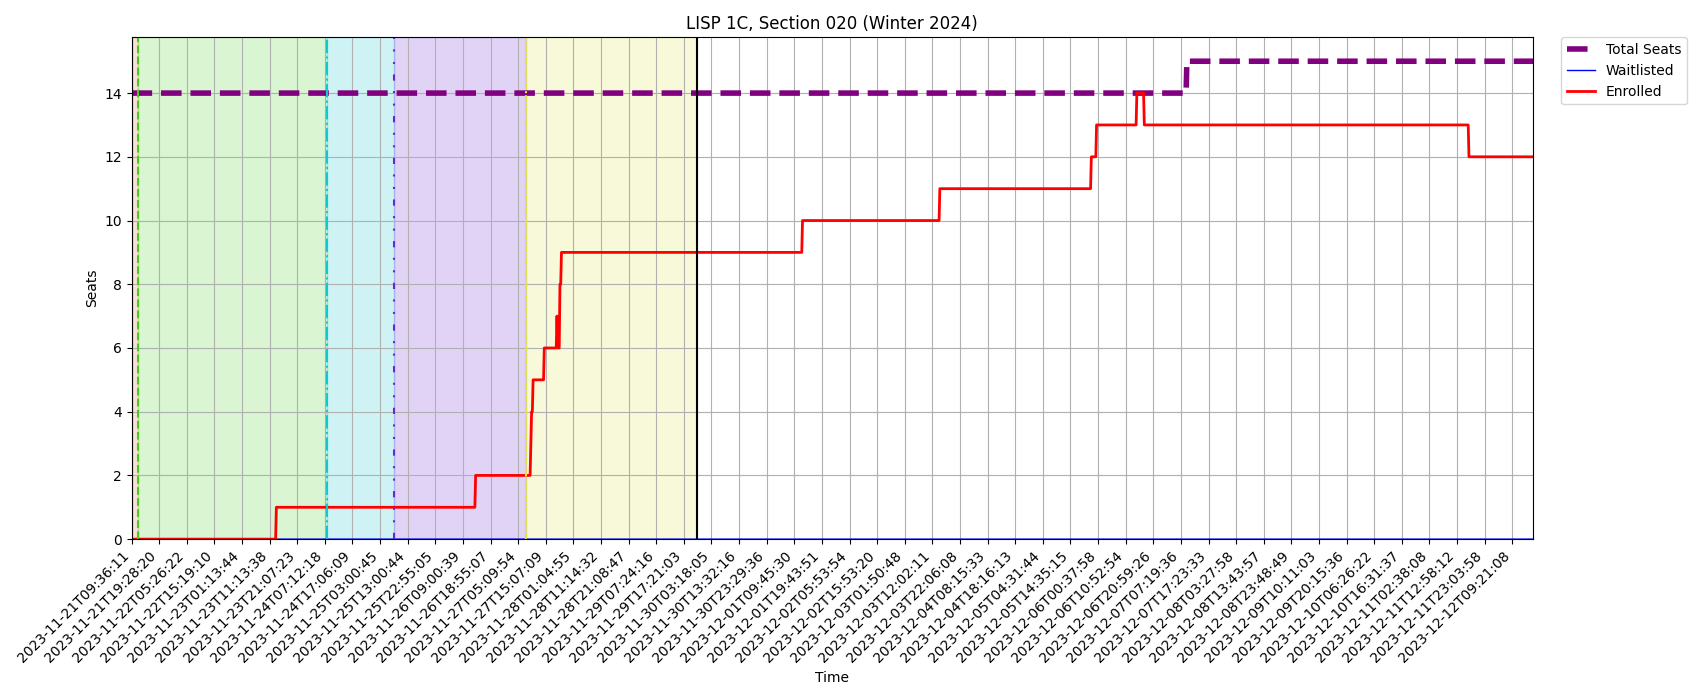 LISP 1C, Section 020 (Winter 2024)
Total Seats
Waitlisted
Enrolled
Seats
14
12
10
8
6
4
2
0
2023-11-21T09:36:11
2023-11-21T19:28:20
2023-11-22T05:26:22
2023-11-22T15:19:10
2023-11-23T01:13:44
2023-11-23T11:13:38
2023-11-23T21:07:23
2023-11-24T07:12:18
2023-11-24T17:06:09
2023-11-25T03:00:45
2023-11-25T13:00:44
2023-11-25T22:55:05
2023-11-26T09:00:39
2023-11-26T18:55:07
2023-11-27T05:09:54
2023-11-27T15:07:09
2023-11-28T01:04:55
2023-11-28T11:14:32
2023-11-28T21:08:47
2023-11-29T07:24:16
2023-11-29T17:21:03
2023-11-30T03:18:05
2023-11-30T13:32:16
2023-11-30T23:29:36
2023-12-01T09:45:30
2023-12-01T19:43:51
2023-12-02T05:53:54
2023-12-02T15:53:20
2023-12-03T01:50:48
2023-12-03T12:02:11
2023-12-03T22:06:08
2023-12-04T08:15:33
2023-12-04T18:16:13
2023-12-05T04:31:44
2023-12-05T14:35:15
2023-12-06T00:37:58
2023-12-06T10:52:54
2023-12-06T20:59:26
2023-12-07T07:19:36
2023-12-07T17:23:33
2023-12-08T03:27:58
2023-12-08T13:43:57
2023-12-08T23:48:49
2023-12-09T10:11:03
2023-12-09T20:15:36
2023-12-10T06:26:22
2023-12-10T16:31:37
2023-12-11T02:38:08
2023-12-11T12:58:12
2023-12-11T23:03:58
2023-12-12T09:21:08
Time